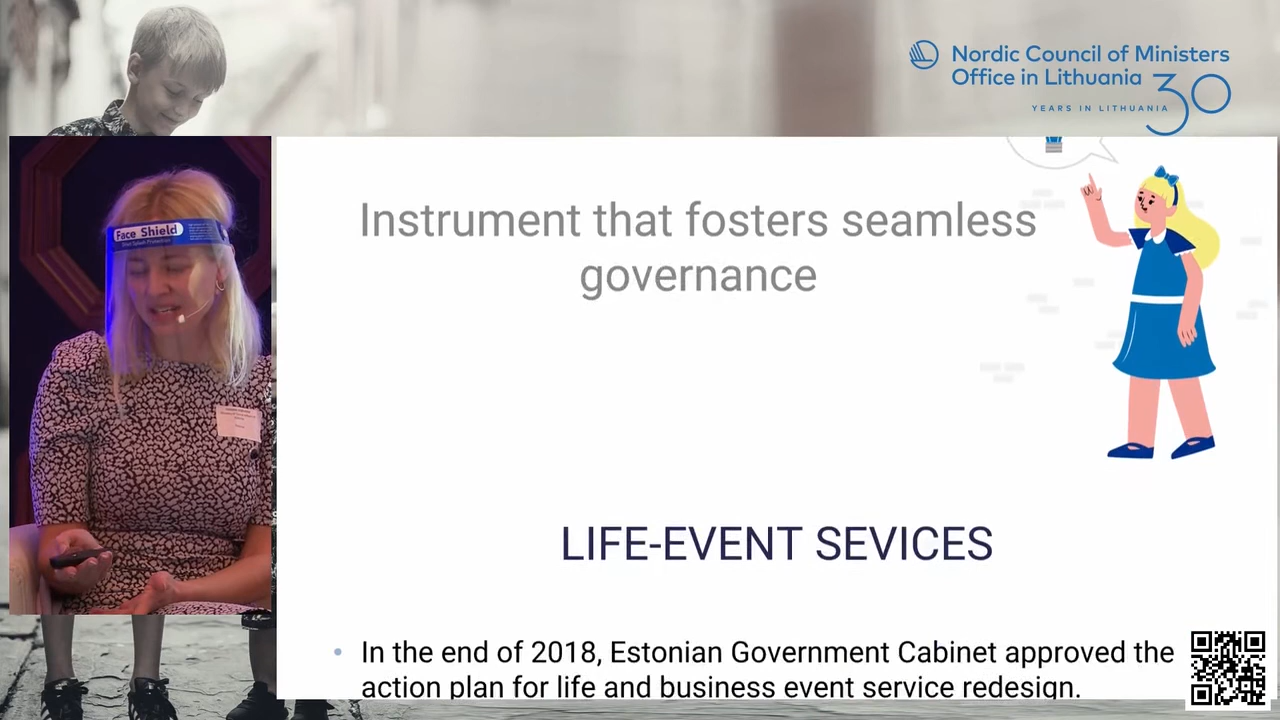 Nordic Council of Ministers
Office in Lithuania
30
YEARS IN LITHUANIA
Face Shield
Instrument that fosters seamless
governance
LIFE-EVENT SEVICES
• In the end of 2018, Estonian Government Cabinet approved the
action plan for life and business event service redesign.